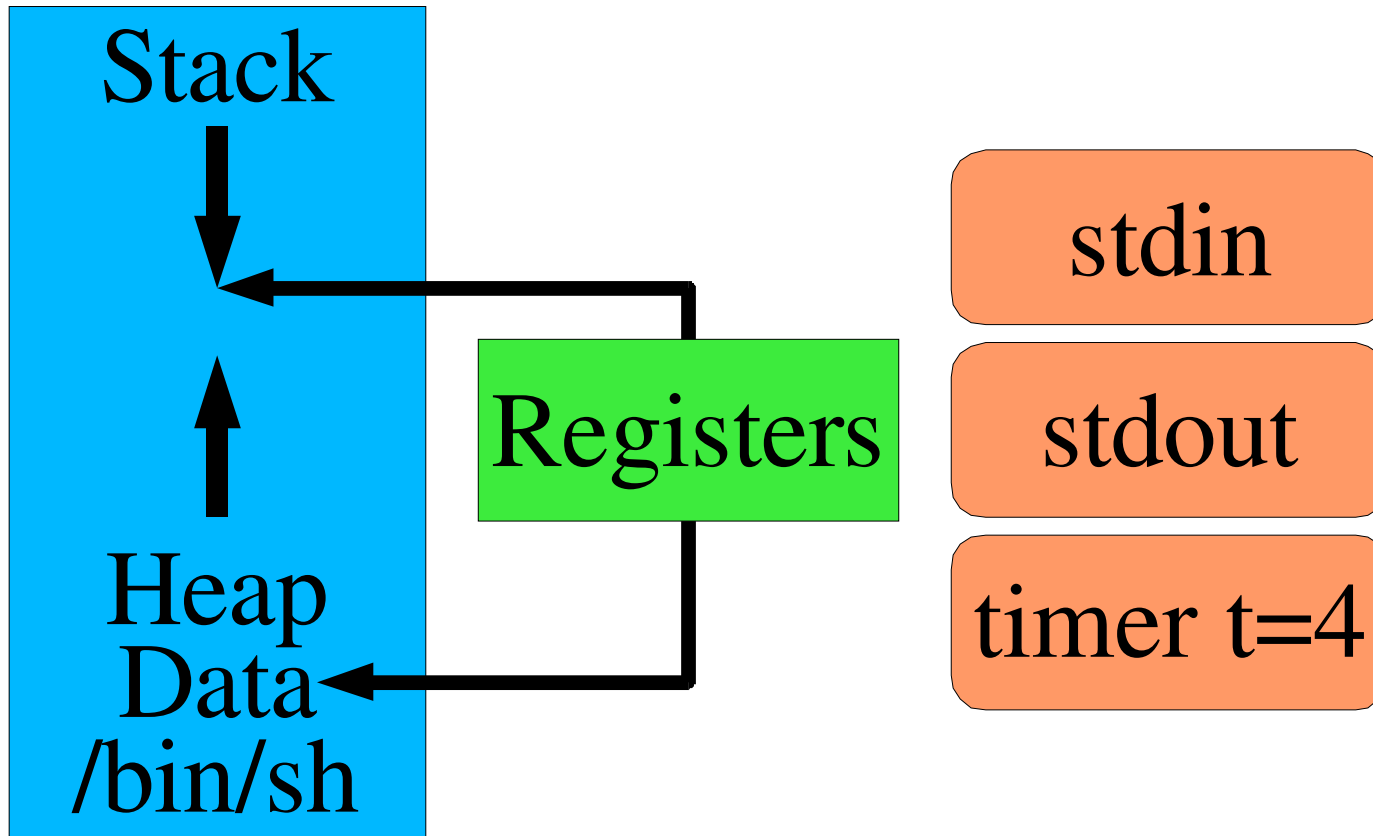 Stack
Heap
Data
/bin/sh
Registers
stdin
stdout
timer t=4